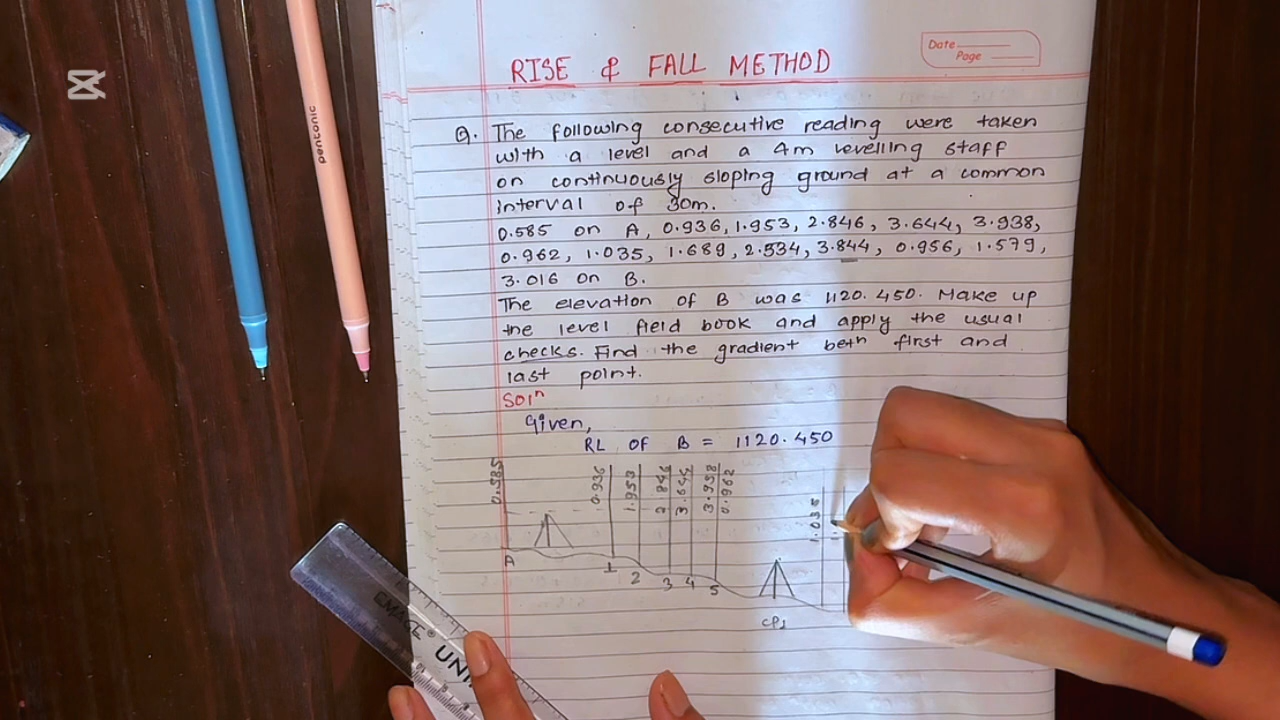 RISE & FALL METHOD
Date
Page
Q. The following consecutive reading were taken
with a level and a 4m levelling staff
on continuously sloping ground at a common
interval of 30m.
0.585 on A, 0.936, 1.953, 2.846, 3.644, 3.938,
0.962, 1.035, 1.689, 2.534, 3.844, 0.956, 1.579,
3.016 on B.
The elevation of B was 1120.450. Make up
the level field book and apply the usual
checks. Find the gradient betn first and
last point.
Soln
Given,
RL OF B = 1120.450
0.585
0.936
1.953
2.846
3.644
3.938
0.962
1.035
A
1
2
3
4
5
CP1
pentonic
EMAGE®